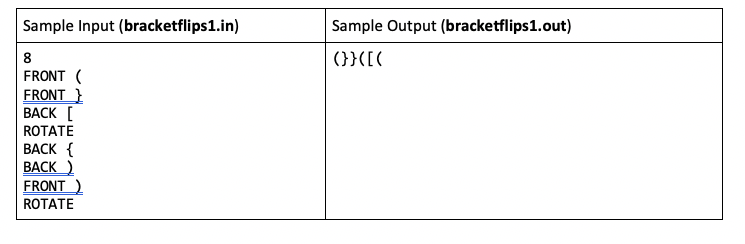 Sample Input (bracketflips1.in)
Sample Output (bracketflips1.out)
8
FRONT (
FRONT }
BACK [
ROTATE
BACK {
BACK )
FRONT )
ROTATE
(}}([(